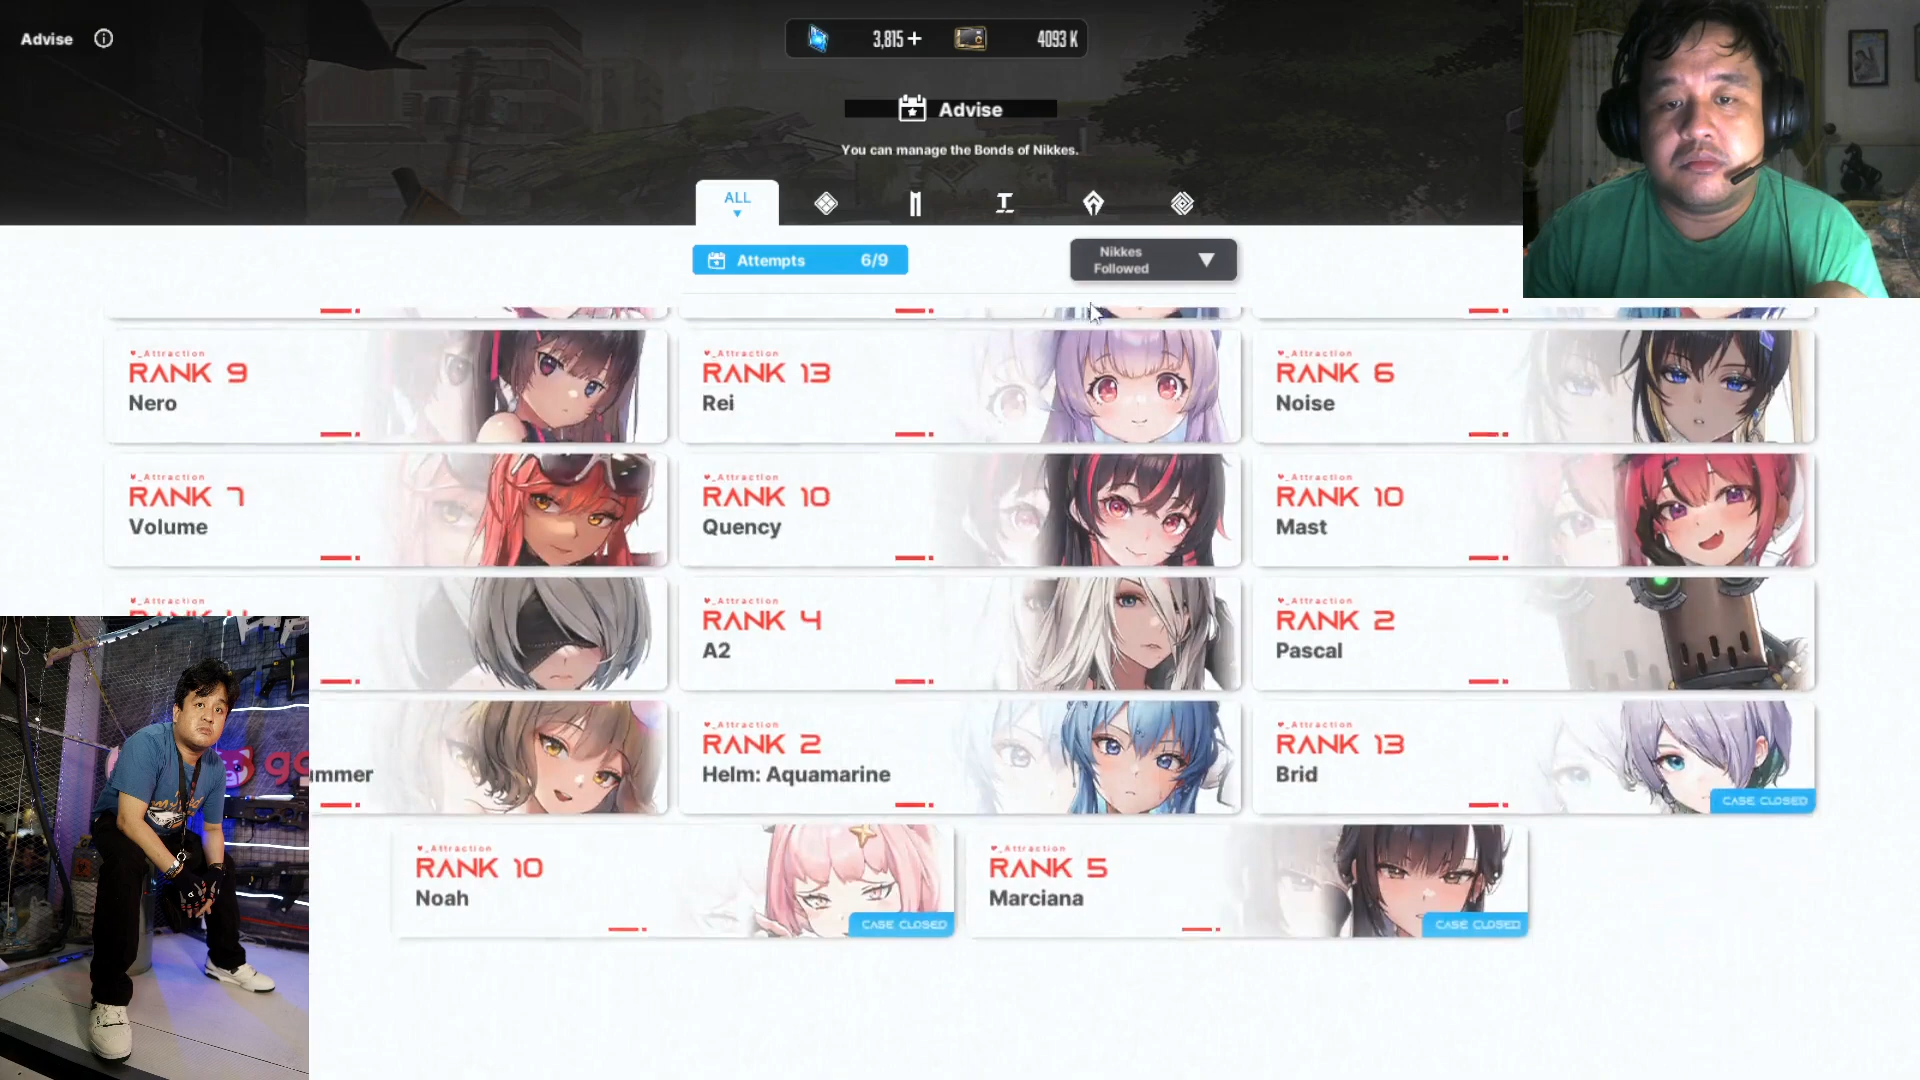 Advise
3,815
4093 K
Advise
You can manage the Bonds of Nikkes.
ALL
Attempts 6/9
Nikkes
Followed
Attraction
RANK 9
Nero
Attraction
RANK 13
Rei
Attraction
RANK 6
Noise
Attraction
RANK 7
Volume
Attraction
RANK 10
Quency
Attraction
RANK 10
Mast
Attraction
Attraction
RANK 4
A2
Attraction
RANK 2
Pascal
ummer
Attraction
RANK 2
Helm: Aquamarine
Attraction
RANK 13
Brid
CASE CLOSED
Attraction
RANK 10
Noah
CASE CLOSED
Attraction
RANK 5
Marciana
CASE CLOSED